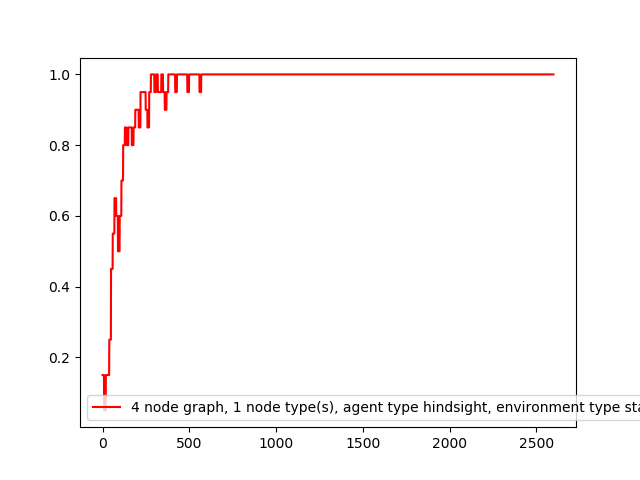 1.0
0.8
0.6
0.4
0.2
4 node graph, 1 node type(s), agent type hindsight, environment type sta
0 500 1000 1500 2000 2500